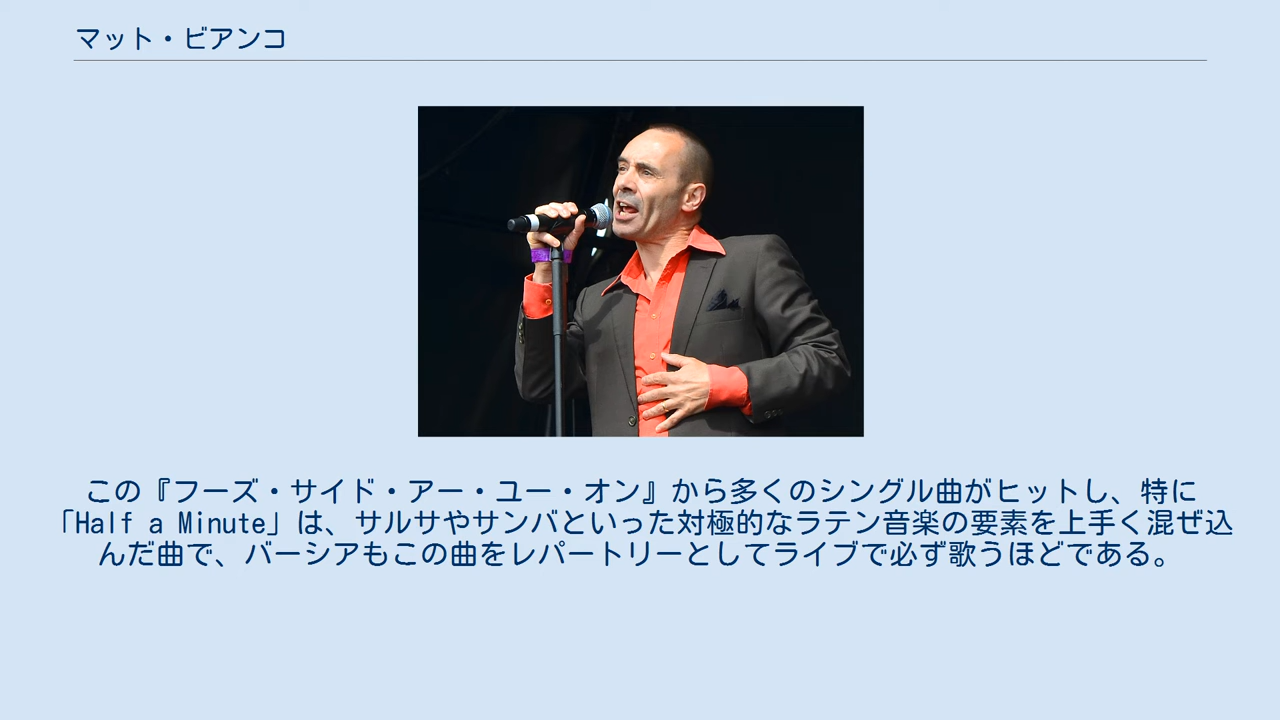 マット・ビアンコ
この『フーズ・サイド・アー・ユー・オン』から多くのシングル曲がヒットし、特に
「Half a Minute」は、サルサやサンバといった対極的なラテン音楽の要素を上手く混ぜ込
んだ曲で、バーシアもこの曲をレパートリーとしてライブで必ず歌うほどである。